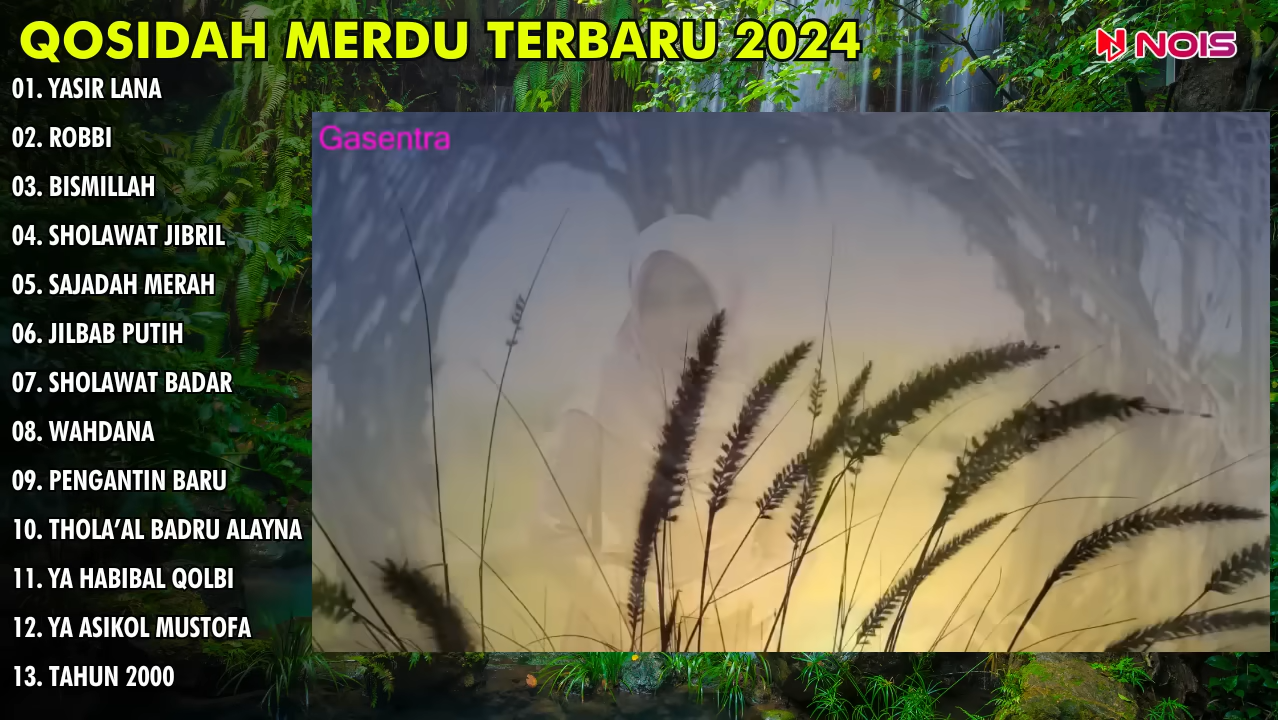 QOSIDAH MERDU TERBARU 2024
NOIS
01. YASIR LANA
02. ROBBI
03. BISMILLAH
04. SHOLAWAT JIBRIL
05. SAJADAH MERAH
06. JILBAB PUTIH
07. SHOLAWAT BADAR
08. WAHDANA
09. PENGANTIN BARU
10. THOLA’AL BADRU ALAYNA
11. YA HABIBAL QOLBI
12. YA ASIKOL MUSTOFA
13. TAHUN 2000
Gasentra